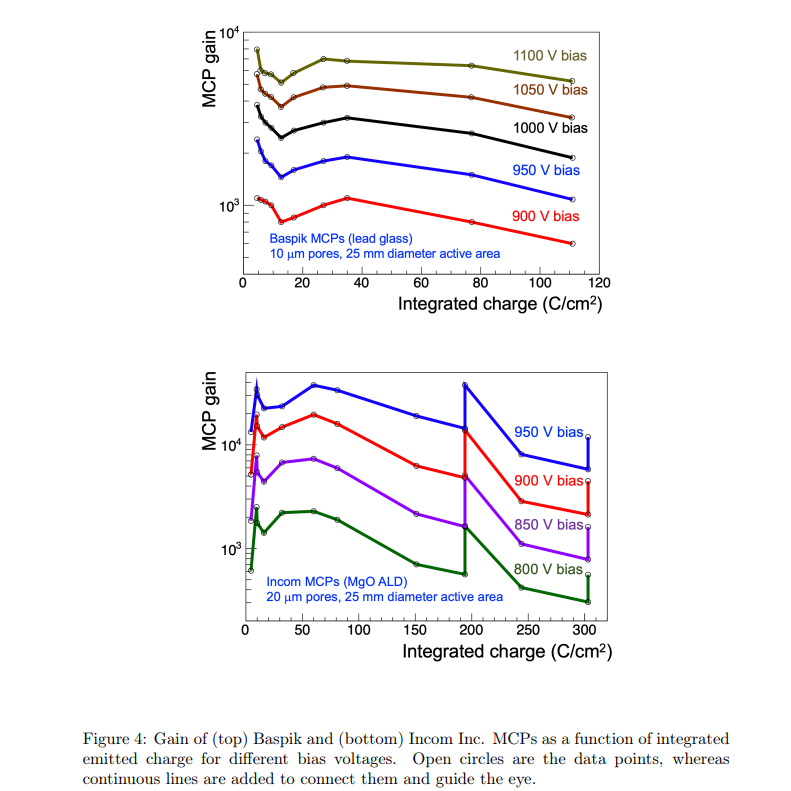 10⁴
MCP gain
1100 V bias
1050 V bias
1000 V bias
950 V bias
10³
900 V bias
Baspik MCPs (lead glass)
10 μm pores, 25 mm diameter active area
0 20 40 60 80 100 120
Integrated charge (C/cm²)
MCP gain
950 V bias
10⁴
900 V bias
850 V bias
10³
800 V bias
Incom MCPs (MgO ALD)
20 μm pores, 25 mm diameter active area
0 50 100 150 200 250 300
Integrated charge (C/cm²)
Figure 4: Gain of (top) Baspik and (bottom) Incom Inc. MCPs as a function of integrated
emitted charge for different bias voltages. Open circles are the data points, whereas
continuous lines are added to connect them and guide the eye.